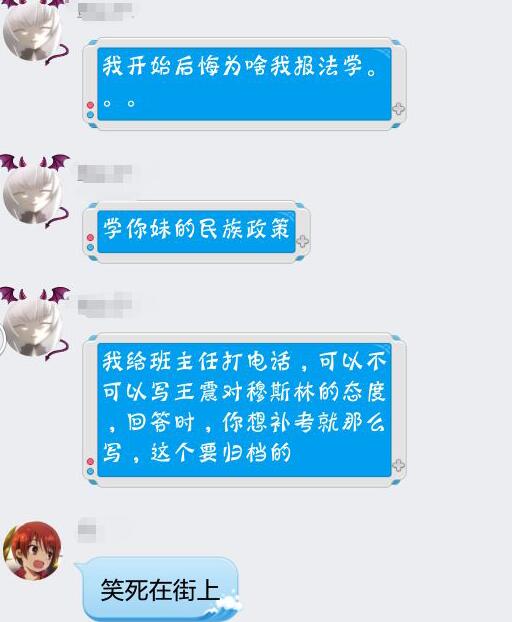 我开始后悔为啥我报法学。
。。
学你妹的民族政策
我给班主任打电话，可以不
可以写王震对穆斯林的态度
，回答时，你想补考就那么
写，这个要归档的
笑死在街上